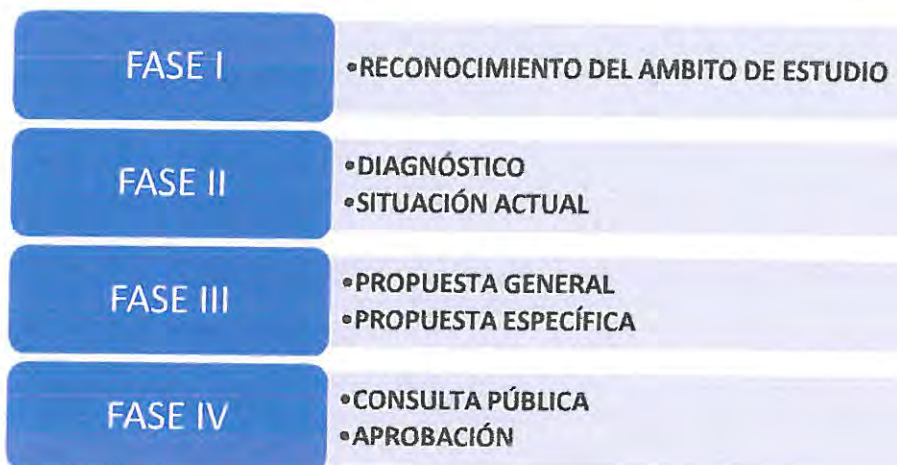 FASE I
•RECONOCIMIENTO DEL AMBITO DE ESTUDIO
FASE II
•DIAGNÓSTICO
•SITUACIÓN ACTUAL
FASE III
•PROPUESTA GENERAL
•PROPUESTA ESPECÍFICA
FASE IV
•CONSULTA PÚBLICA
•APROBACIÓN